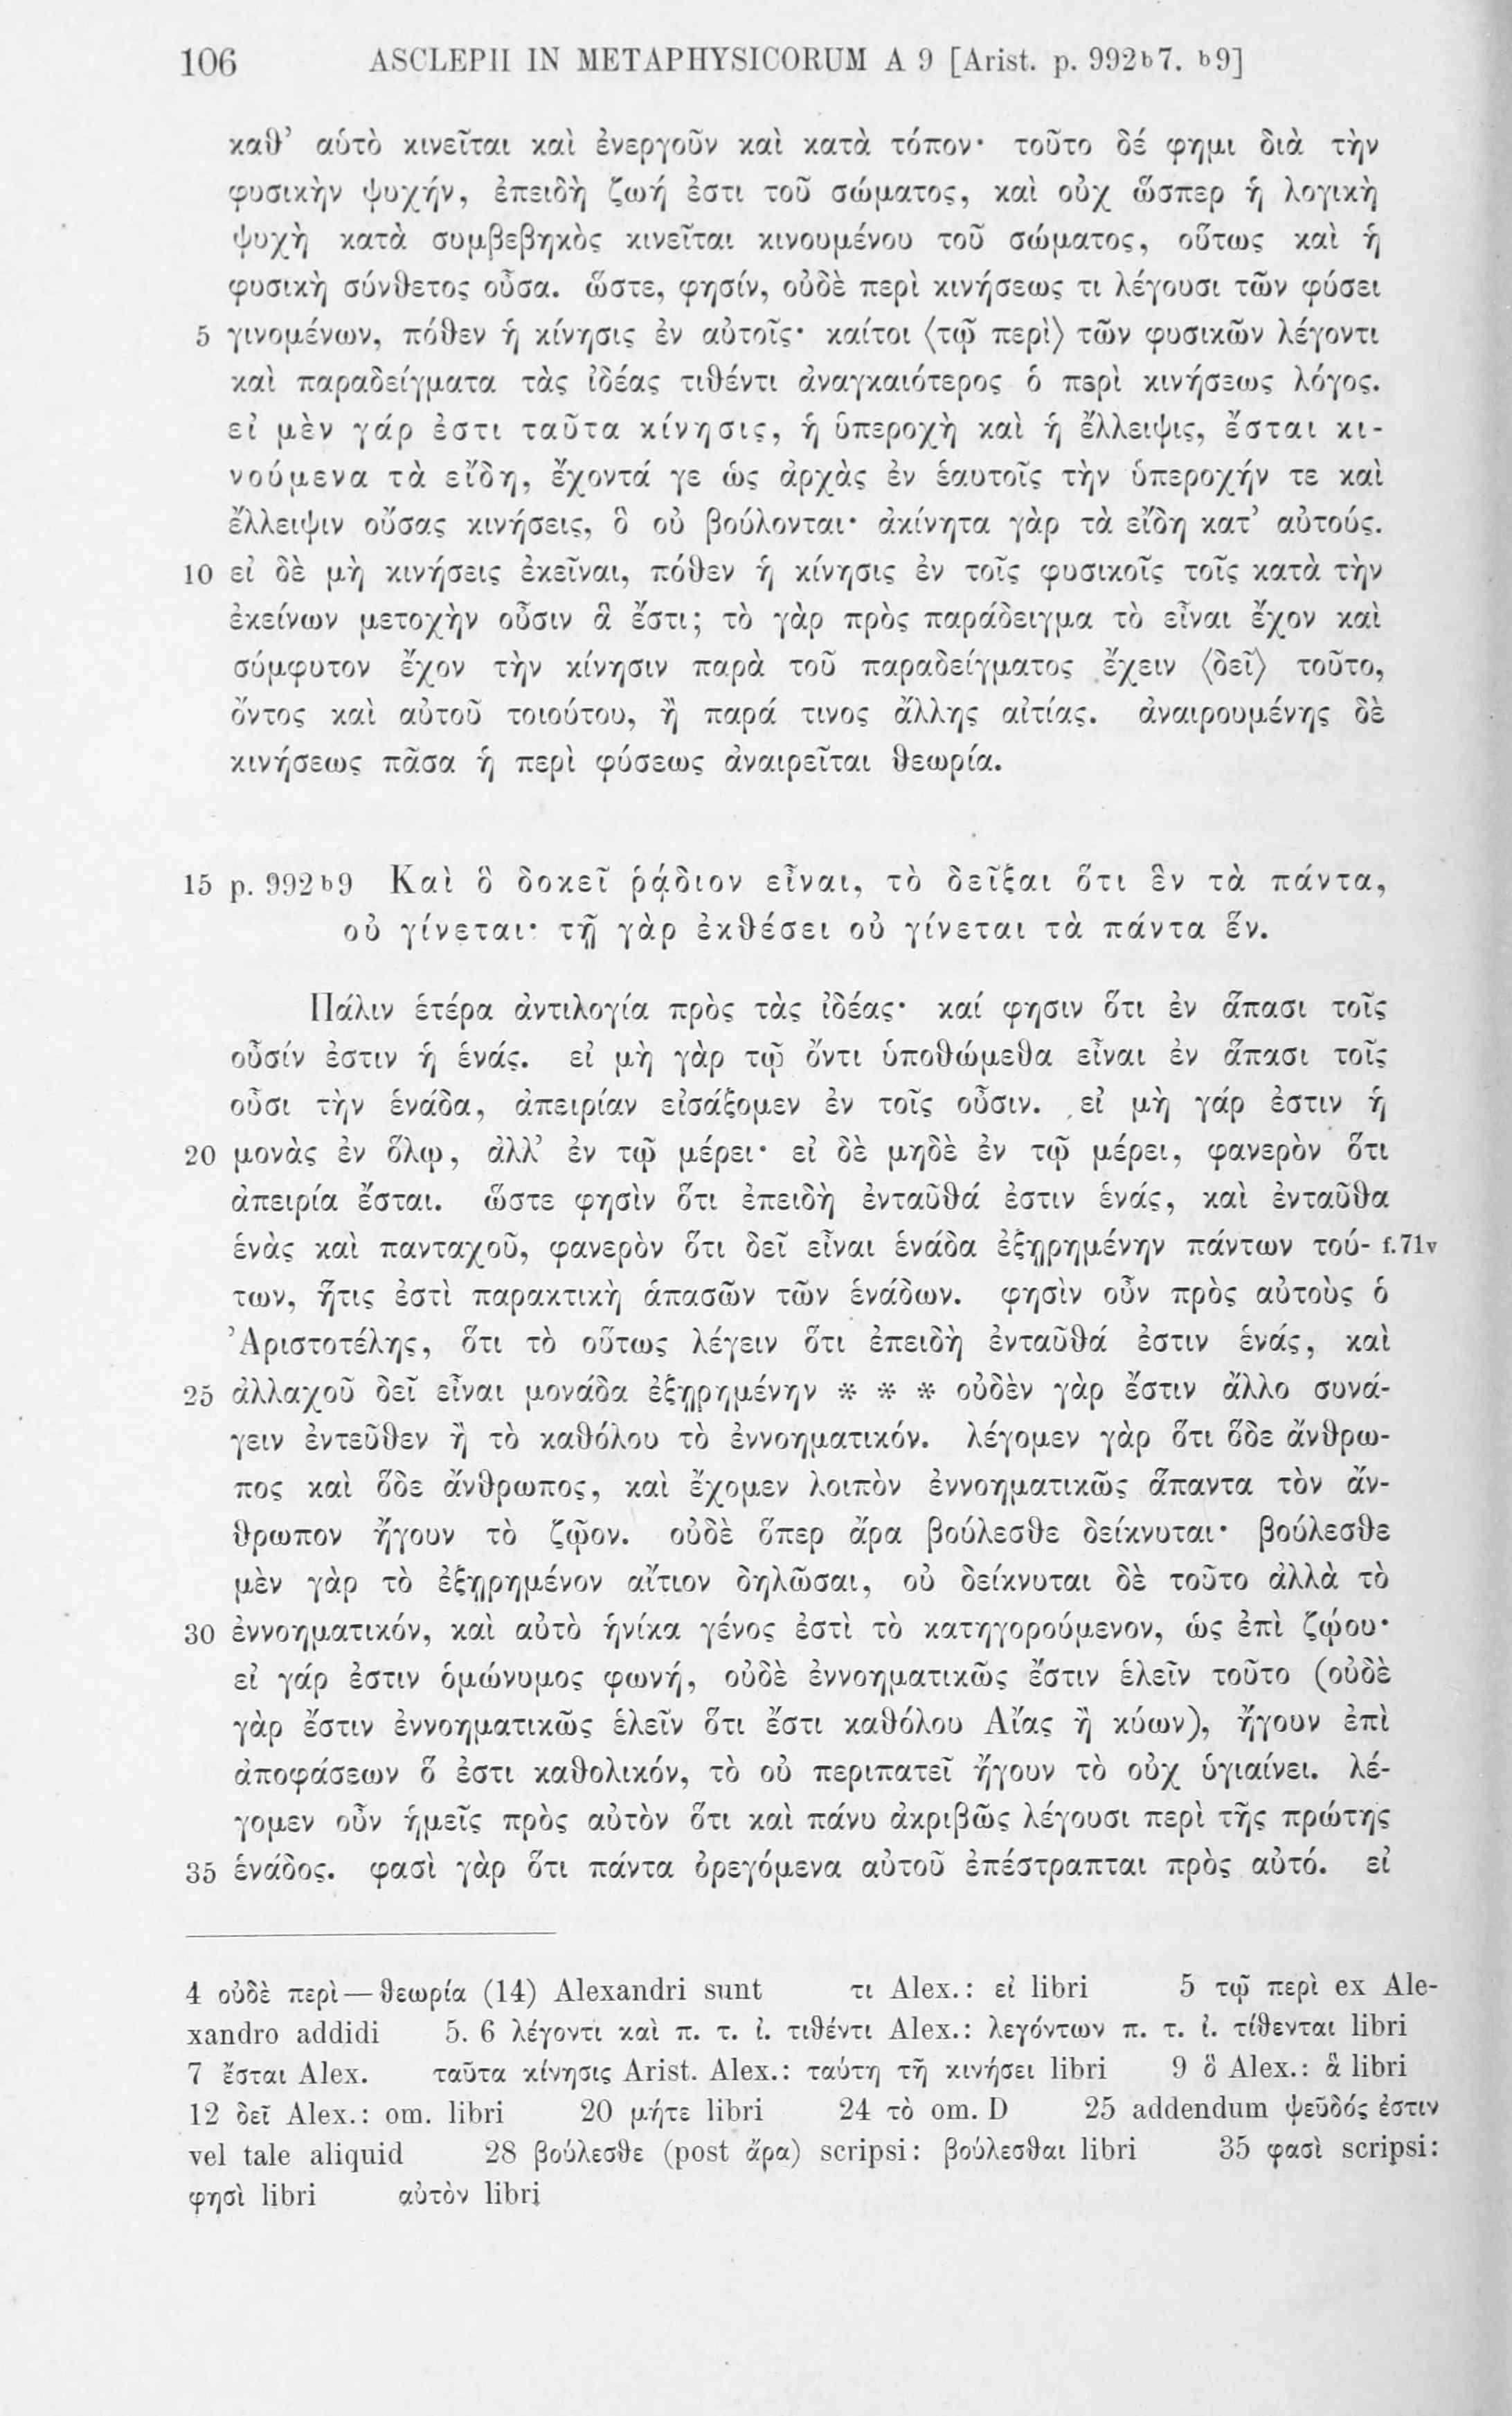 106 ASCLEPII IN METAPHYSICORUM A 9 [Arist. p. 992b7. b9]
καθ’ αὑτὸ κινεῖται καὶ ἐνεργοῦν καὶ κατὰ τόπον· τοῦτο δέ φημι διὰ τὴν
φυσικὴν ψυχήν, ἐπειδὴ ζωή ἐστι τοῦ σώματος, καὶ οὐχ ὥσπερ ἡ λογικὴ
ψυχὴ κατὰ συμβεβηκὸς κινεῖται κινουμένου τοῦ σώματος, οὕτως καὶ ἡ
φυσικὴ σύνθετος οὖσα. ὥστε, φησίν, οὐδὲ περὶ κινήσεως τι λέγουσι τῶν φύσει
5 γινομένων, πόθεν ἡ κίνησις ἐν αὐτοῖς· καίτοι ⟨τῷ περὶ⟩ τῶν φυσικῶν λέγοντι
καὶ παραδείγματα τὰς ἰδέας τιθέντι ἀναγκαιότερος ὁ περὶ κινήσεως λόγος.
εἰ μὲν γάρ ἐστι ταῦτα κίνησις, ἡ ὑπεροχὴ καὶ ἡ ἔλλειψις, ἔσται κι-
νούμενα τὰ εἴδη, ἔχοντά γε ὡς ἀρχὰς ἐν ἑαυτοῖς τὴν ὑπεροχήν τε καὶ
ἔλλειψιν οὔσας κινήσεις, ὃ οὐ βούλονται· ἀκίνητα γὰρ τὰ εἴδη κατ’ αὐτούς.
10 εἰ δὲ μὴ κινήσεις ἐκεῖναι, πόθεν ἡ κίνησις ἐν τοῖς φυσικοῖς τοῖς κατὰ τὴν
ἐκείνων μετοχὴν οὖσιν ἅ ἔστι; τὸ γὰρ πρὸς παράδειγμα τὸ εἶναι ἔχον καὶ
σύμφυτον ἔχον τὴν κίνησιν παρὰ τοῦ παραδείγματος ἔχειν ⟨δεῖ⟩ τοῦτο,
ὄντος καὶ αὐτοῦ τοιούτου, ἢ παρά τινος ἄλλης αἰτίας. ἀναιρουμένης δὲ
κινήσεως πᾶσα ἡ περὶ φύσεως ἀναιρεῖται θεωρία.
15 p. 992b9 Καὶ ὃ δοκεῖ ῥᾴδιον εἶναι, τὸ δεῖξαι ὅτι ἓν τὰ πάντα,
οὐ γίνεται· τῇ γὰρ ἐκθέσει οὐ γίνεται τὰ πάντα ἕν.
Πάλιν ἑτέρα ἀντιλογία πρὸς τὰς ἰδέας· καί φησιν ὅτι ἐν ἅπασι τοῖς
οὖσίν ἐστιν ἡ ἑνάς. εἰ μὴ γὰρ τῷ ὄντι ὑποθώμεθα εἶναι ἐν ἅπασι τοῖς
οὖσι τὴν ἑνάδα, ἀπειρίαν εἰσάξομεν ἐν τοῖς οὖσιν. εἰ μὴ γάρ ἐστιν ἡ
20 μονὰς ἐν ὅλῳ, ἀλλ’ ἐν τῷ μέρει· εἰ δὲ μηδὲ ἐν τῷ μέρει, φανερὸν ὅτι
ἀπειρία ἔσται. ὥστε φησὶν ὅτι ἐπειδὴ ἐνταῦθά ἐστιν ἑνάς, καὶ ἐνταῦθα
ἑνὰς καὶ πανταχοῦ, φανερὸν ὅτι δεῖ εἶναι ἑνάδα ἐξῃρημένην πάντων τού- f.71v
των, ἥτις ἐστὶ παρακτικὴ ἁπασῶν τῶν ἑνάδων. φησὶν οὖν πρὸς αὐτοὺς ὁ
Ἀριστοτέλης, ὅτι τὸ οὕτως λέγειν ὅτι ἐπειδὴ ἐνταῦθά ἐστιν ἑνάς, καὶ
25 ἀλλαχοῦ δεῖ εἶναι μονάδα ἐξῃρημένην * * * οὐδὲν γὰρ ἔστιν ἄλλο συνά-
γειν ἐντεῦθεν ἢ τὸ καθόλου τὸ ἐννοηματικόν. λέγομεν γὰρ ὅτι ὅδε ἄνθρω-
πος καὶ ὅδε ἄνθρωπος, καὶ ἔχομεν λοιπὸν ἐννοηματικῶς ἅπαντα τὸν ἄν-
θρωπον ἤγουν τὸ ζῷον. οὐδὲ ὅπερ ἄρα βούλεσθε δείκνυται· βούλεσθε
μὲν γὰρ τὸ ἐξῃρημένον αἴτιον δηλῶσαι, οὐ δείκνυται δὲ τοῦτο ἀλλὰ τὸ
30 ἐννοηματικόν, καὶ αὐτὸ ἡνίκα γένος ἐστὶ τὸ κατηγορούμενον, ὡς ἐπὶ ζῴου·
εἰ γάρ ἐστιν ὁμώνυμος φωνή, οὐδὲ ἐννοηματικῶς ἔστιν ἑλεῖν τοῦτο (οὐδὲ
γὰρ ἔστιν ἐννοηματικῶς ἑλεῖν ὅτι ἔστι καθόλου Αἴας ἢ κύων), ἤγουν ἐπὶ
ἀποφάσεων ὅ ἐστι καθολικόν, τὸ οὐ περιπατεῖ ἤγουν τὸ οὐχ ὑγιαίνει. λέ-
γομεν οὖν ἡμεῖς πρὸς αὐτὸν ὅτι καὶ πάνυ ἀκριβῶς λέγουσι περὶ τῆς πρώτης
35 ἑνάδος. φασὶ γὰρ ὅτι πάντα ὀρεγόμενα αὐτοῦ ἐπέστραπται πρὸς αὐτό. εἰ
4 οὐδὲ περὶ — θεωρία (14) Alexandri sunt τι Alex.: εἰ libri 5 τῷ περὶ ex Ale-
xandro addidi 5. 6 λέγοντι καὶ π. τ. ἰ. τιθέντι Alex.: λεγόντων π. τ. ἰ. τίθενται libri
7 ἔσται Alex. ταῦτα κίνησις Arist. Alex.: ταύτῃ τῇ κινήσει libri 9 ὃ Alex.: ἃ libri
12 δεῖ Alex.: om. libri 20 μήτε libri 24 τὸ om. D 25 addendum ψεῦδός ἐστιν
vel tale aliquid 28 βούλεσθε (post ἄρα) scripsi: βούλεσθαι libri 35 φασὶ scripsi:
φησὶ libri αὐτὸν libri